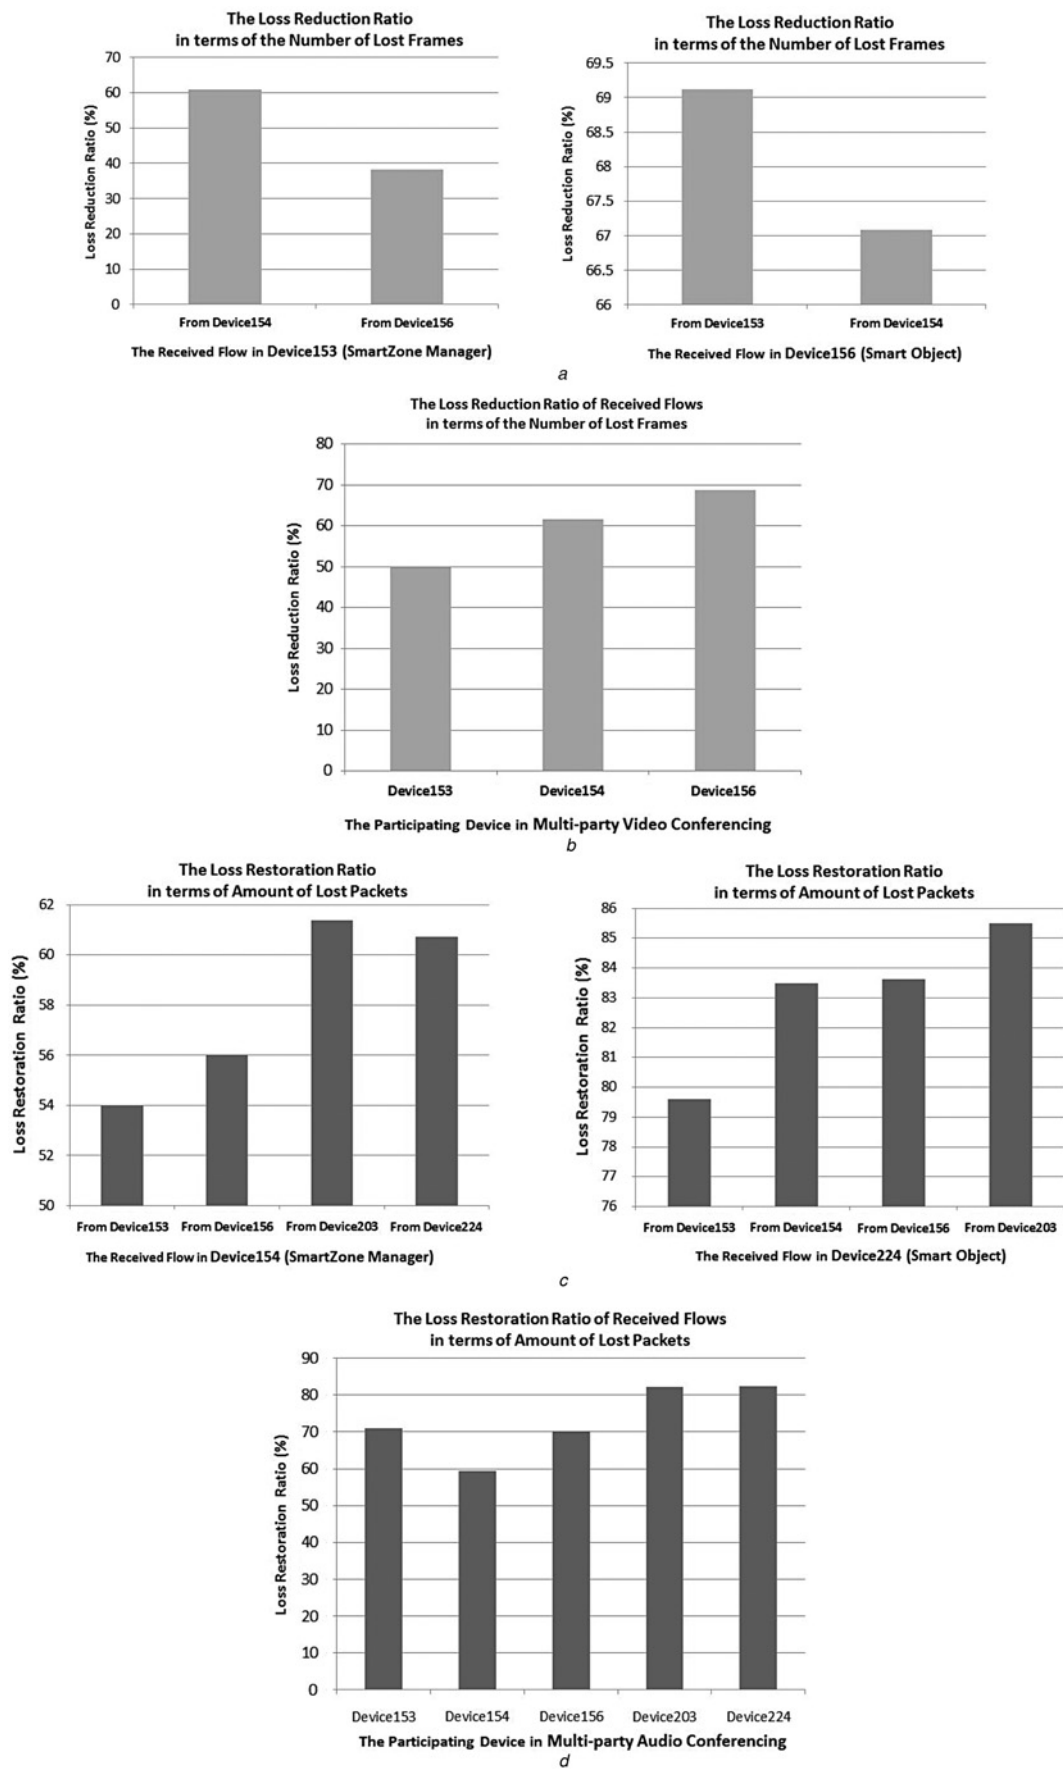 The Loss Reduction Ratio
in terms of the Number of Lost Frames
Loss Reduction Ratio (%)
70
60
50
40
30
20
10
0
From Device154 From Device156
The Received Flow in Device153 (SmartZone Manager)
The Loss Reduction Ratio
in terms of the Number of Lost Frames
Loss Reduction Ratio (%)
69.5
69
68.5
68
67.5
67
66.5
66
From Device153 From Device154
The Received Flow in Device156 (Smart Object)
a
The Loss Reduction Ratio of Received Flows
in terms of the Number of Lost Frames
Loss Reduction Ratio (%)
80
70
60
50
40
30
20
10
0
Device153 Device154 Device156
The Participating Device in Multi-party Video Conferencing
b
The Loss Restoration Ratio
in terms of Amount of Lost Packets
Loss Restoration Ratio (%)
62
60
58
56
54
52
50
From Device153 From Device156 From Device203 From Device224
The Received Flow in Device154 (SmartZone Manager)
The Loss Restoration Ratio
in terms of Amount of Lost Packets
Loss Restoration Ratio (%)
86
85
84
83
82
81
80
79
78
77
76
From Device153 From Device154 From Device156 From Device203
The Received Flow in Device224 (Smart Object)
c
The Loss Restoration Ratio of Received Flows
in terms of Amount of Lost Packets
Loss Restoration Ratio (%)
90
80
70
60
50
40
30
20
10
0
Device153 Device154 Device156 Device203 Device224
The Participating Device in Multi-party Audio Conferencing
d